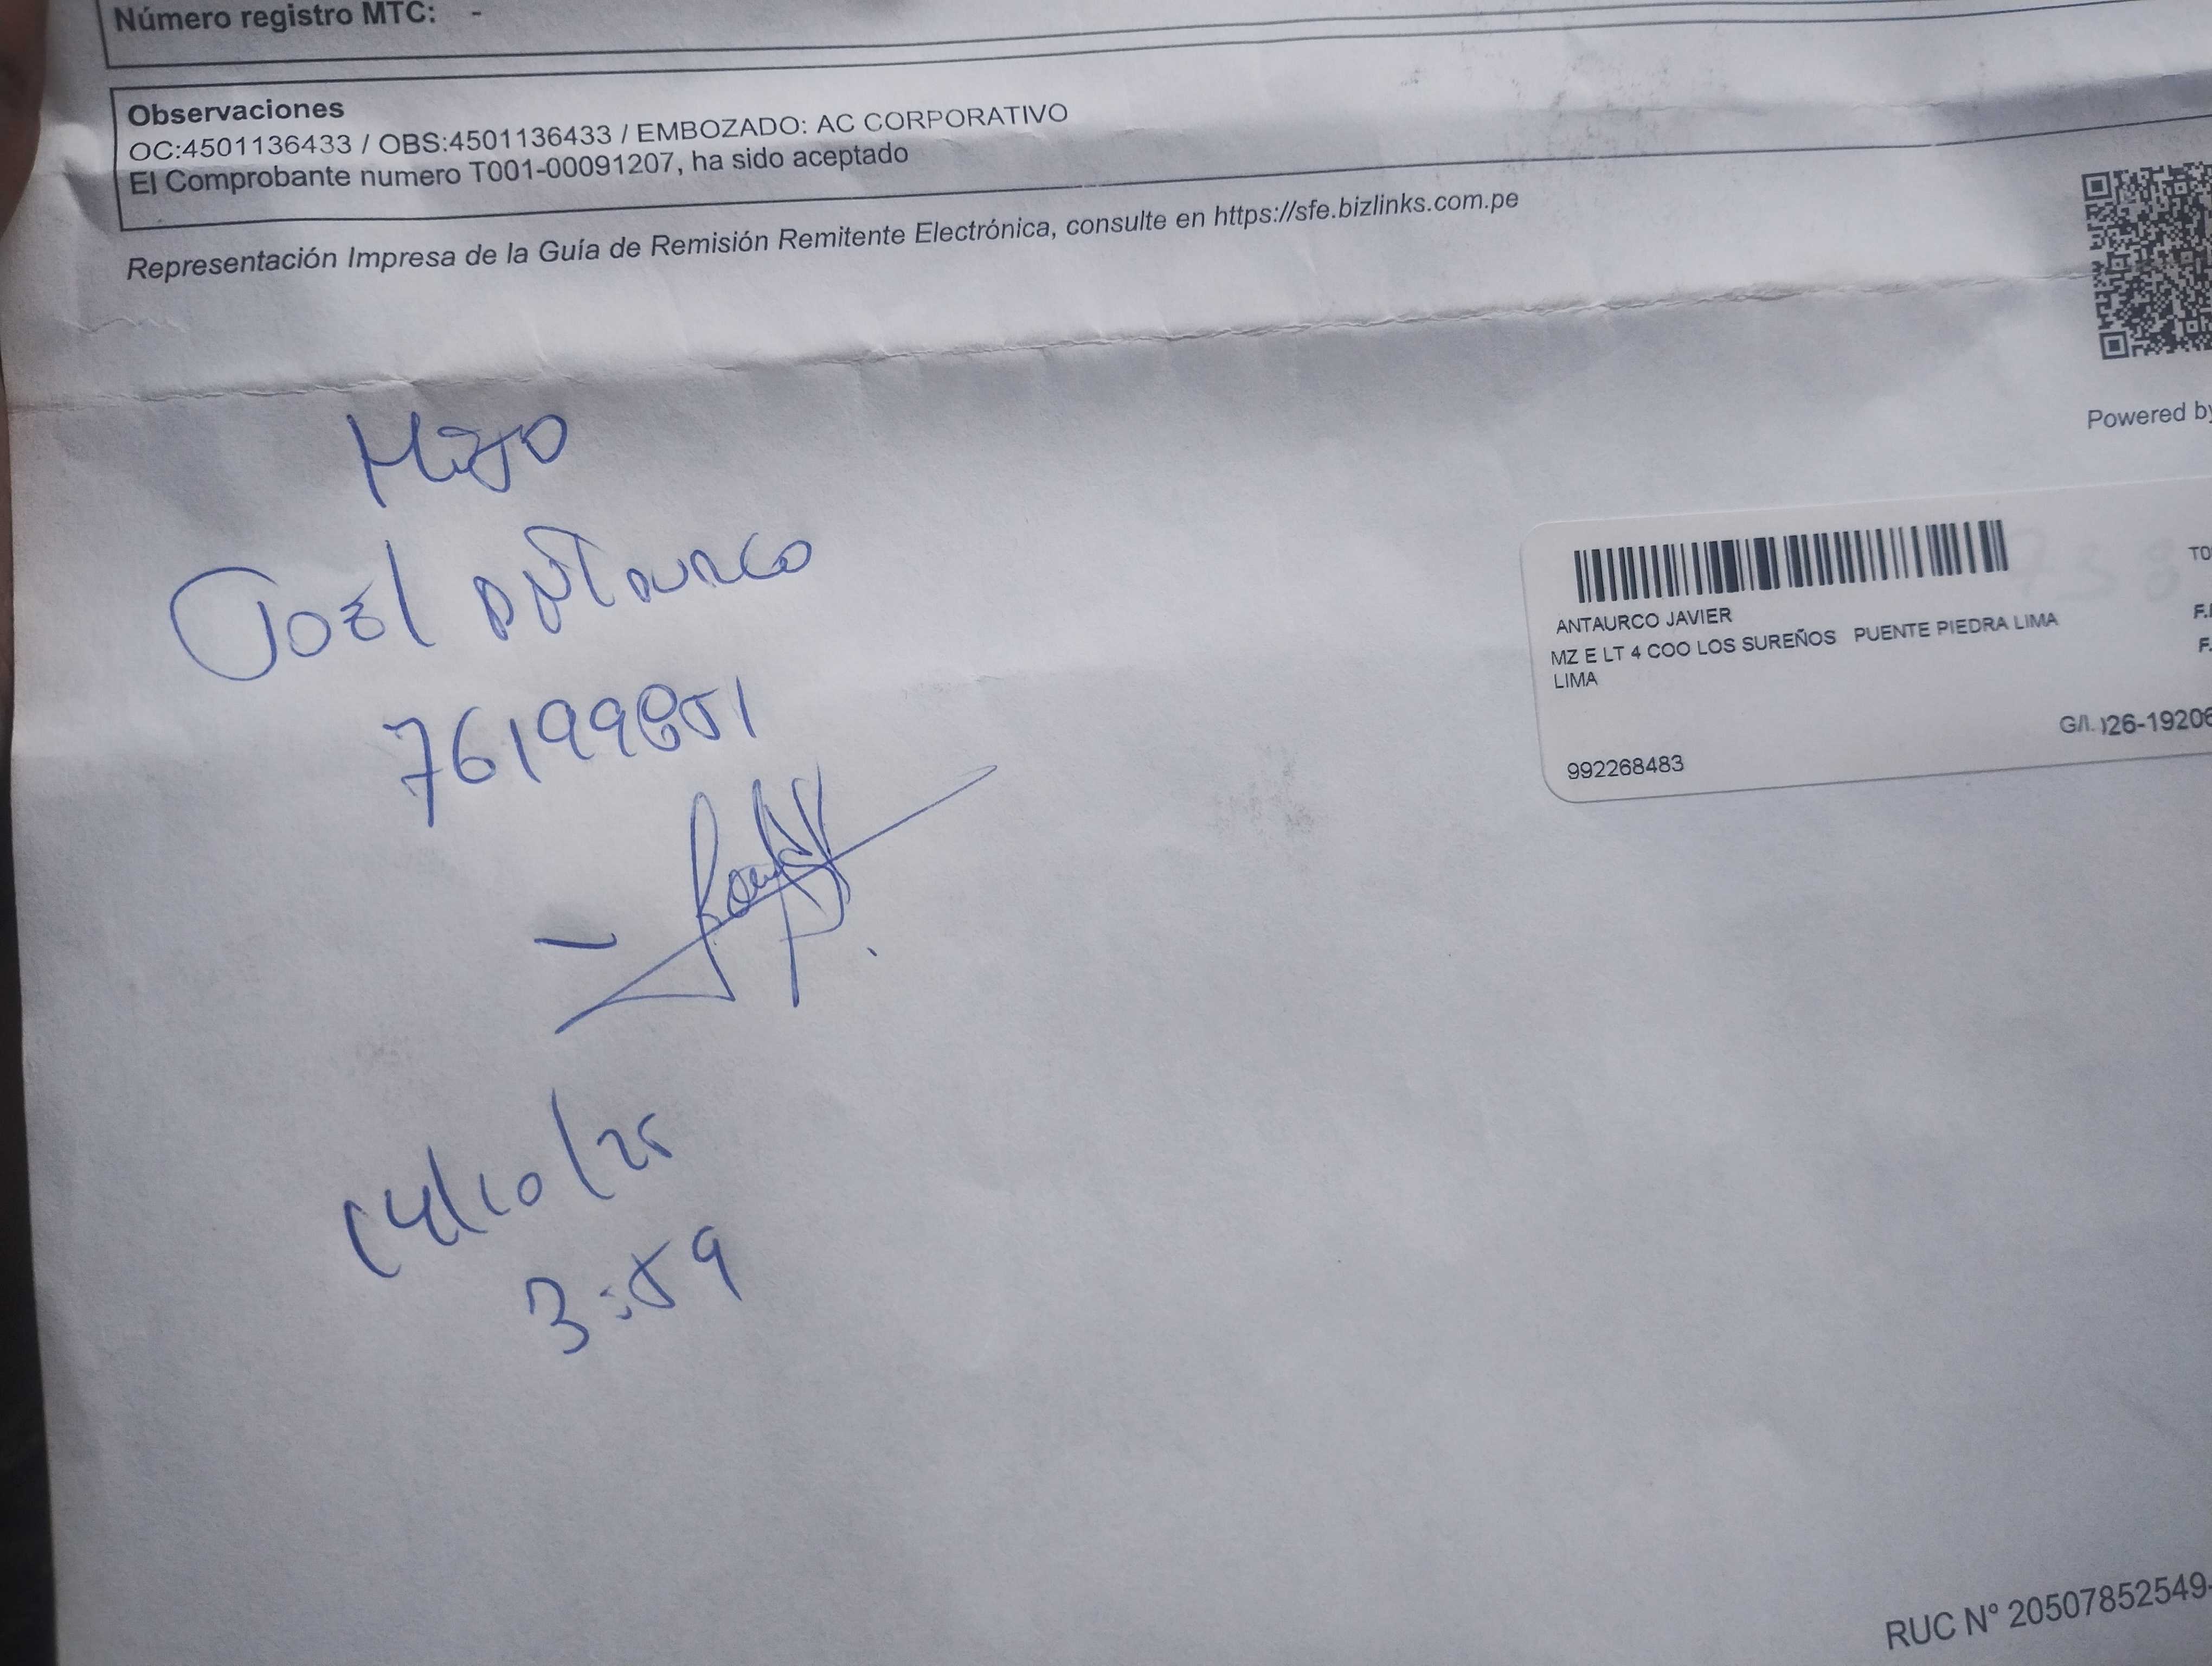 Número registro MTC: -
Observaciones
OC:4501136433 / OBS:4501136433 / EMBOZADO: AC CORPORATIVO
El Comprobante numero T001-00091207, ha sido aceptado
Representación Impresa de la Guía de Remisión Remitente Electrónica, consulte en https://sfe.bizlinks.com.pe
Powered by
Hijo
Joel Antaurco
76199851
14/10/25
3:59
TO
ANTAURCO JAVIER
MZ E LT 4 COO LOS SUREÑOS PUENTE PIEDRA LIMA
LIMA
F.
F.
G/I. 026-19206
992268483
RUC N° 20507852549-